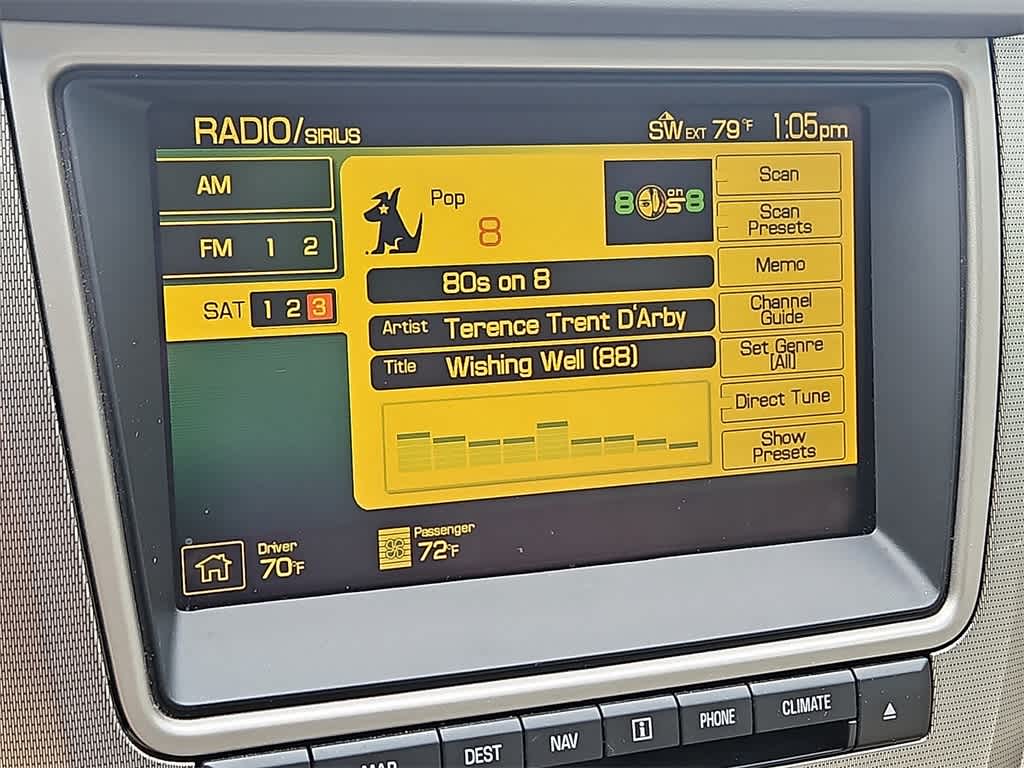 RADIO/SIRIUS
SW EXT 79°F 1:05pm
AM
FM 1 2
SAT 1 2 3
Pop
8
8 on 8
80s on 8
Artist Terence Trent D'Arby
Title Wishing Well (88)
Scan
Scan
Presets
Memo
Channel
Guide
Set Genre
[All]
Direct Tune
Show
Presets
Driver
70°F
Passenger
72°F
MAP
DEST
NAV
i
PHONE
CLIMATE